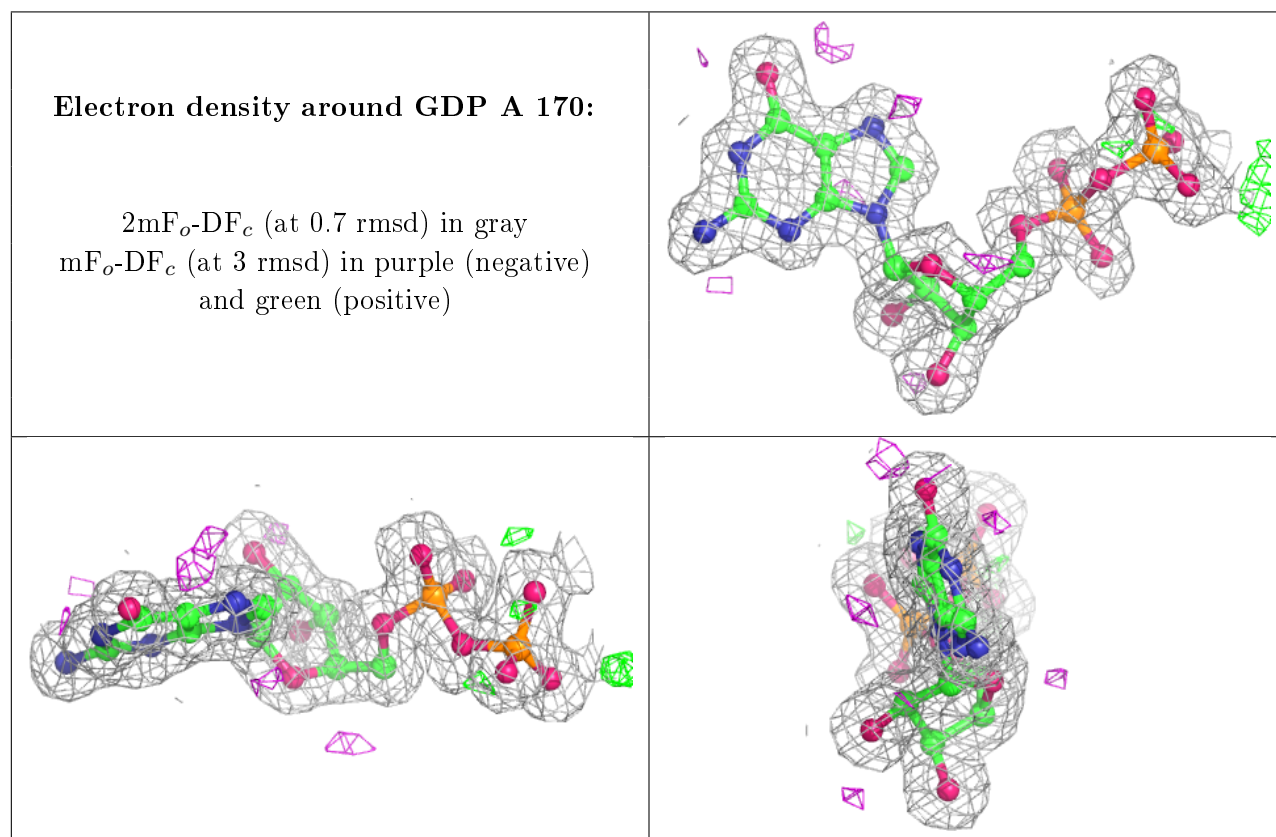 Electron density around GDP A 170:
2mFo-DFc (at 0.7 rmsd) in gray
mFo-DFc (at 3 rmsd) in purple (negative)
and green (positive)